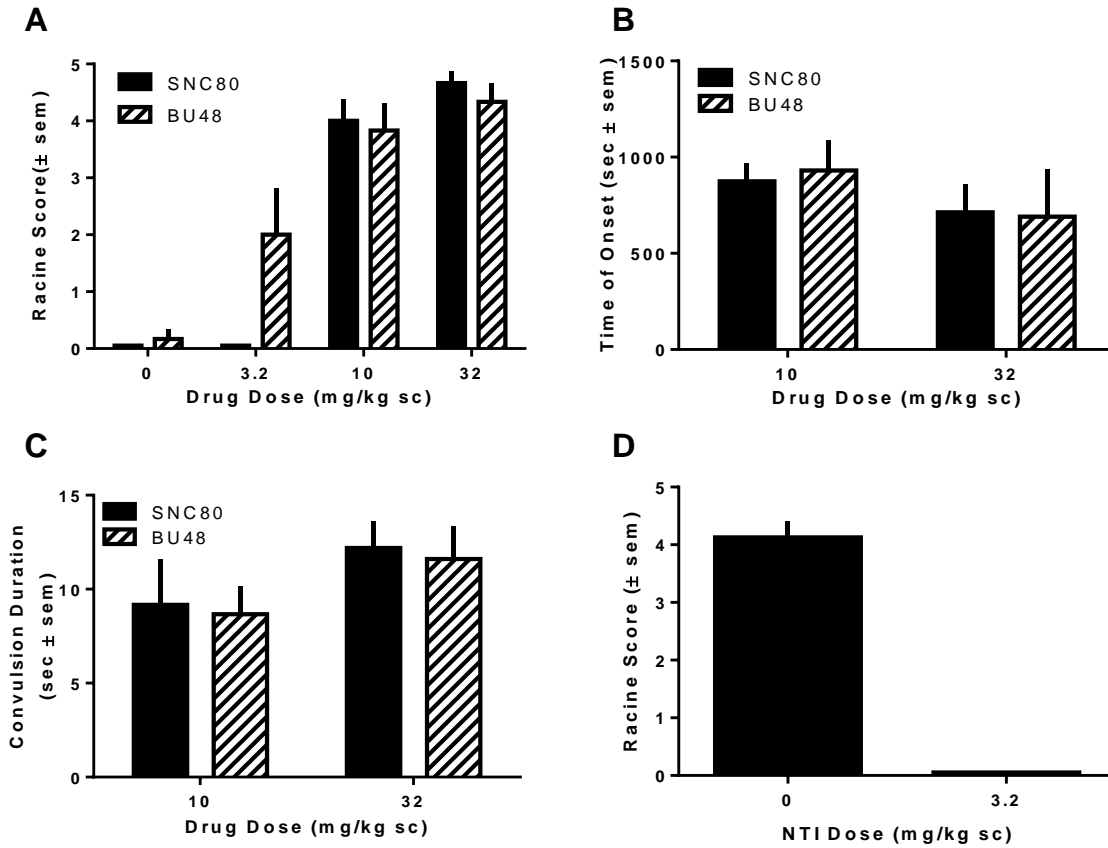 A
Racine Score(± sem)
5
4
3
2
1
0
SNC80
BU48
0 3.2 10 32
Drug Dose (mg/kg sc)
B
Time of Onset (sec ± sem)
1500
1000
500
0
SNC80
BU48
10 32
Drug Dose (mg/kg sc)
C
Convulsion Duration
(sec ± sem)
15
10
5
0
SNC80
BU48
10 32
Drug Dose (mg/kg sc)
D
Racine Score (± sem)
5
4
3
2
1
0
0 3.2
NTI Dose (mg/kg sc)